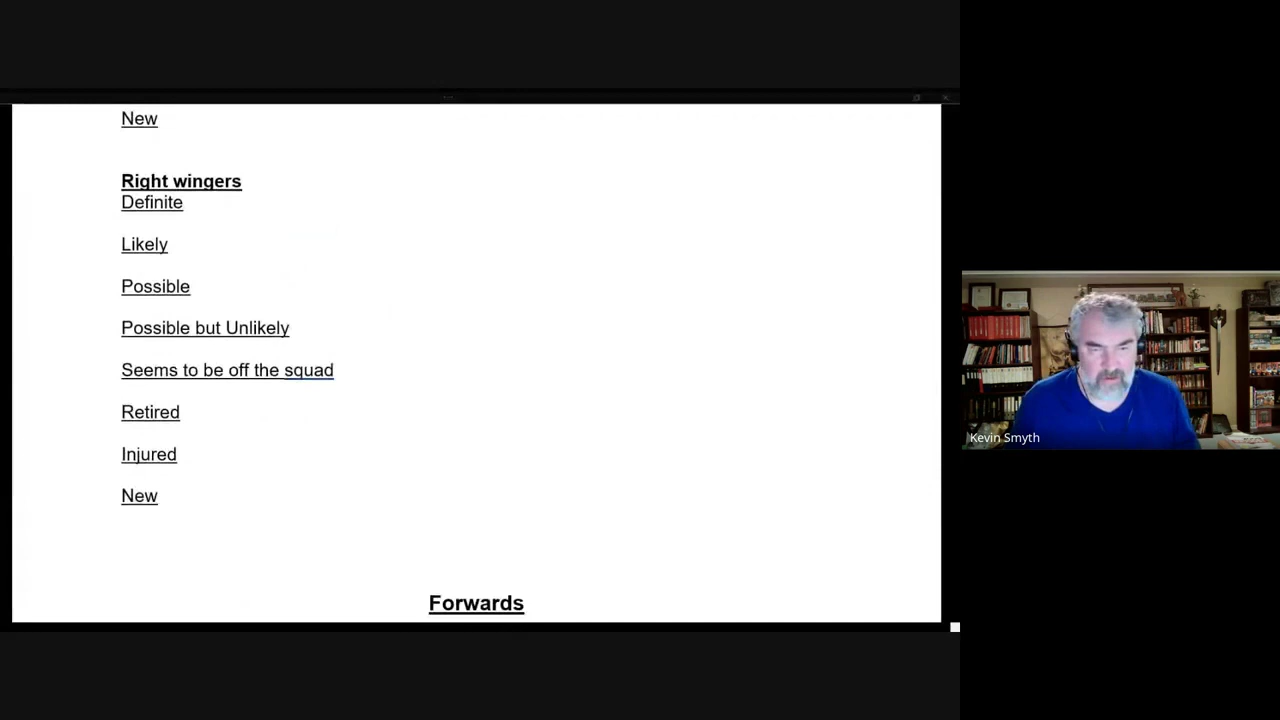 New
Right wingers
Definite
Likely
Possible
Possible but Unlikely
Seems to be off the squad
Retired
Injured
New
Forwards
Kevin Smyth